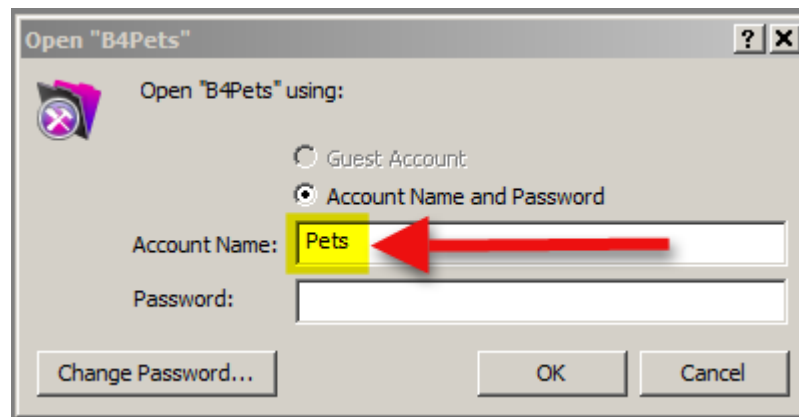 Open "B4Pets"
Open "B4Pets" using:
Guest Account
Account Name and Password
Account Name: Pets
Password:
Change Password... OK Cancel